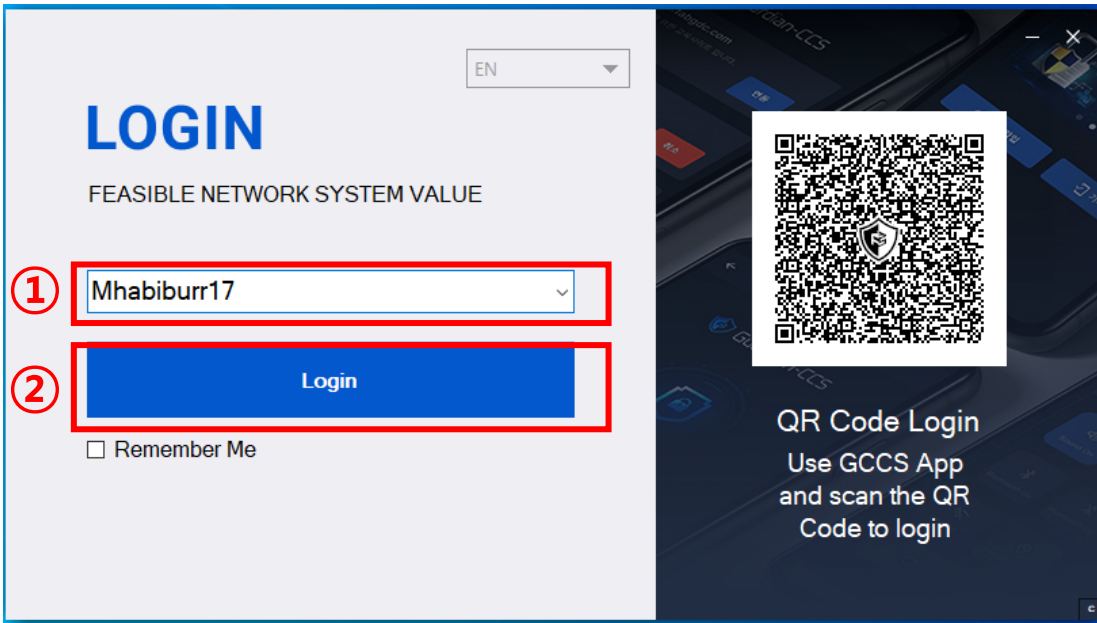 EN
LOGIN
FEASIBLE NETWORK SYSTEM VALUE
① Mhabiburr17
② Login
Remember Me
QR Code Login
Use GCCS App
and scan the QR
Code to login